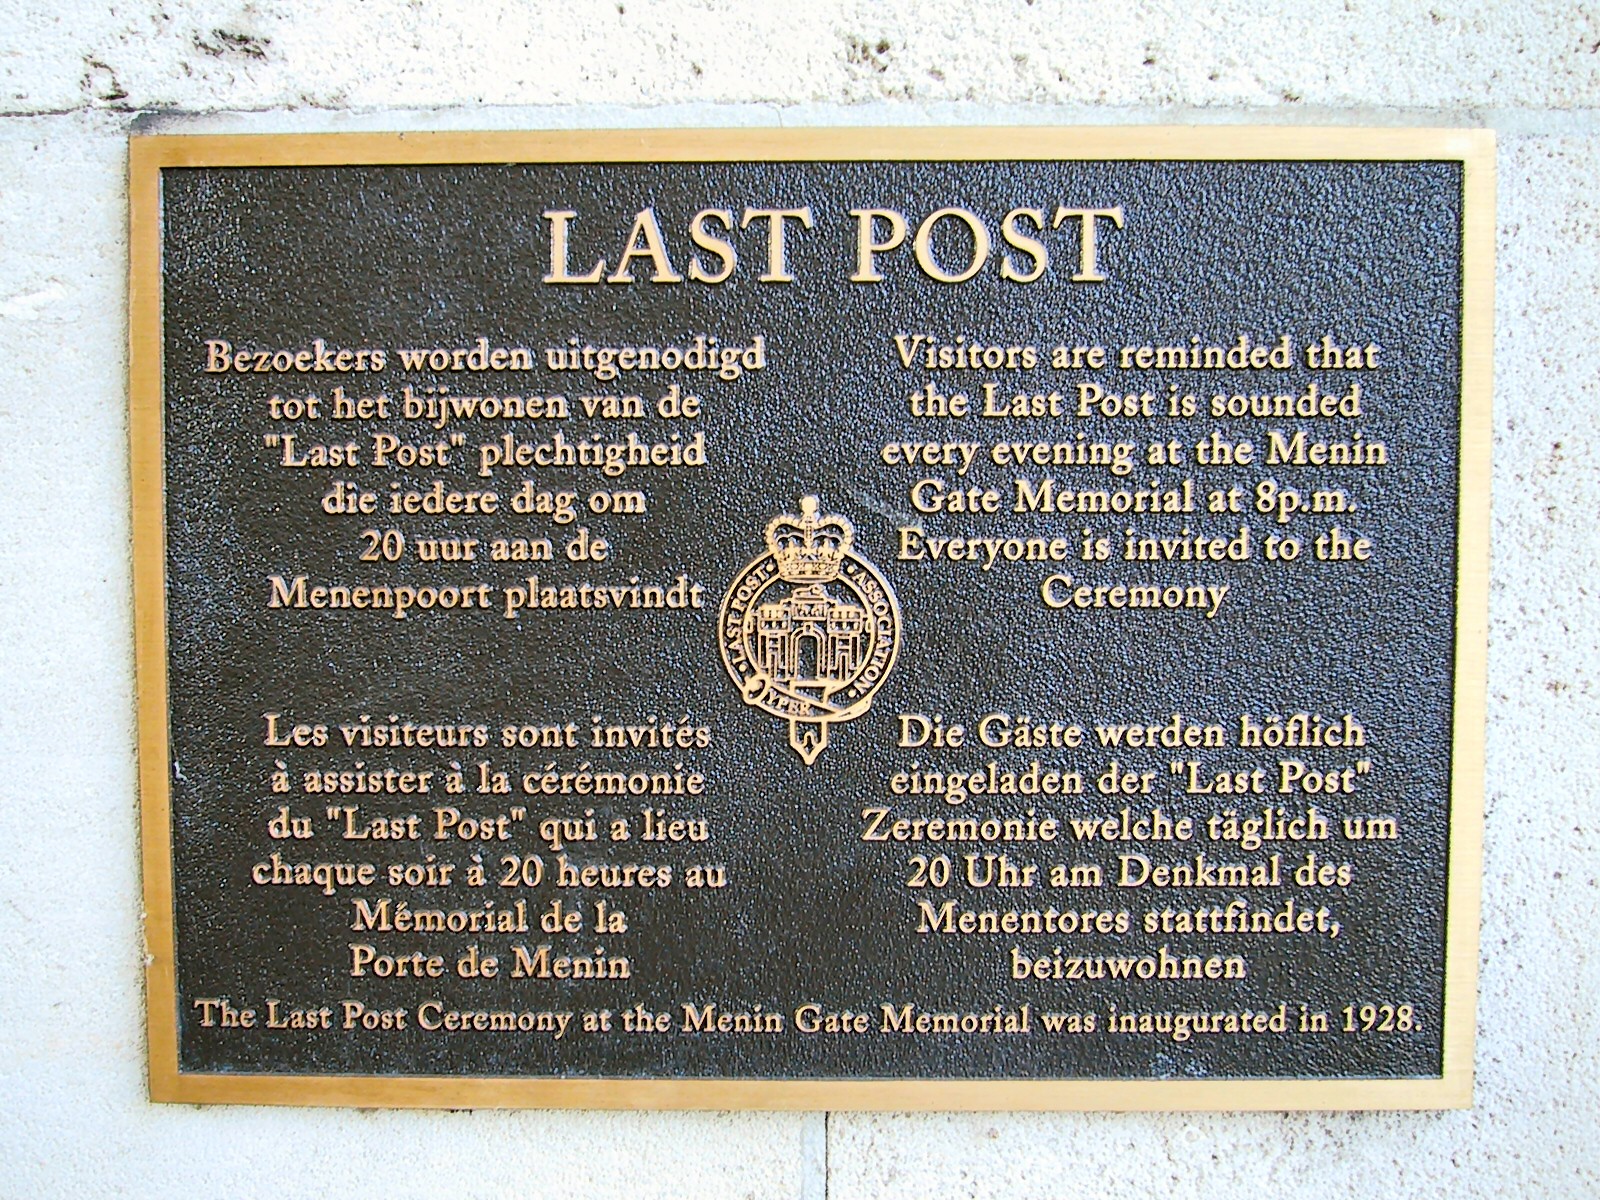 LAST POST
Bezoekers worden uitgenodigd
tot het bijwonen van de
"Last Post" plechtigheid
die iedere dag om
20 uur aan de
Menenpoort plaatsvindt
Visitors are reminded that
the Last Post is sounded
every evening at the Menin
Gate Memorial at 8p.m.
Everyone is invited to the
Ceremony
LAST POST ASSOCIATION
YPER
Les visiteurs sont invités
à assister à la cérémonie
du "Last Post" qui a lieu
chaque soir à 20 heures au
Mémorial de la
Porte de Menin
Die Gäste werden höflich
eingeladen der "Last Post"
Zeremonie welche täglich um
20 Uhr am Denkmal des
Menentores stattfindet,
beizuwohnen
The Last Post Ceremony at the Menin Gate Memorial was inaugurated in 1928.